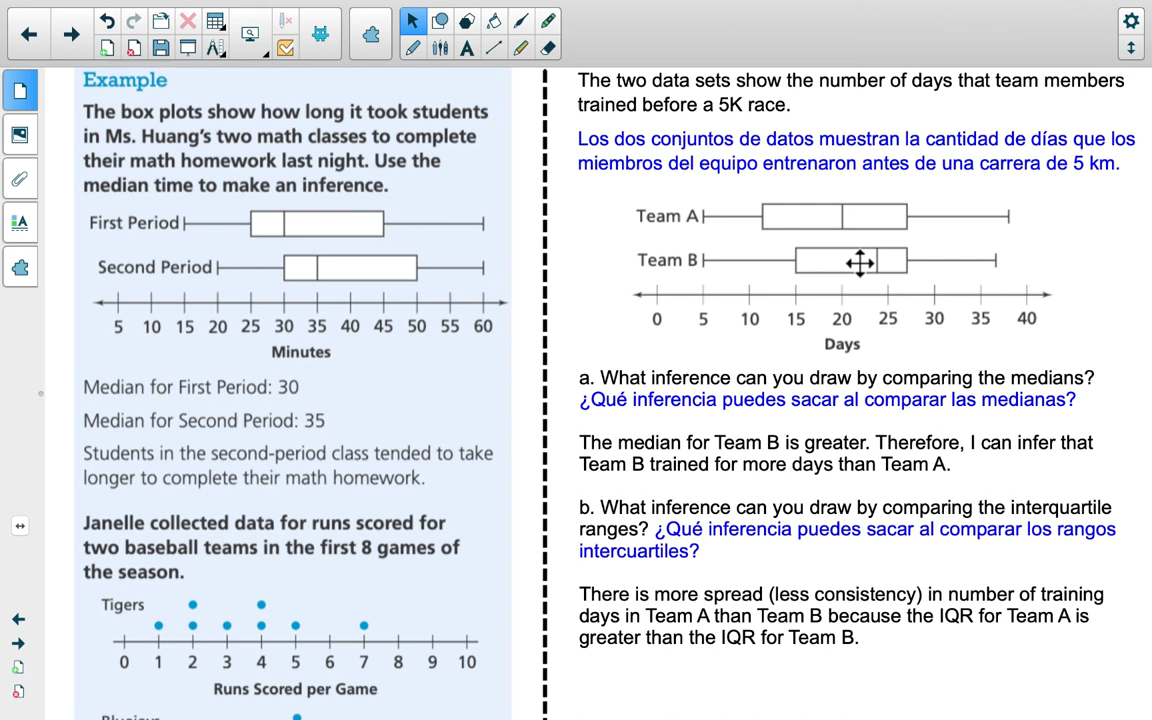 Example
The box plots show how long it took students
in Ms. Huang's two math classes to complete
their math homework last night. Use the
median time to make an inference.
First Period
Second Period
5 10 15 20 25 30 35 40 45 50 55 60
Minutes
Median for First Period: 30
Median for Second Period: 35
Students in the second-period class tended to take
longer to complete their math homework.
Janelle collected data for runs scored for
two baseball teams in the first 8 games of
the season.
Tigers
0 1 2 3 4 5 6 7 8 9 10
Runs Scored per Game
The two data sets show the number of days that team members
trained before a 5K race.
Los dos conjuntos de datos muestran la cantidad de días que los
miembros del equipo entrenaron antes de una carrera de 5 km.
Team A
Team B
0 5 10 15 20 25 30 35 40
Days
a. What inference can you draw by comparing the medians?
¿Qué inferencia puedes sacar al comparar las medianas?
The median for Team B is greater. Therefore, I can infer that
Team B trained for more days than Team A.
b. What inference can you draw by comparing the interquartile
ranges? ¿Qué inferencia puedes sacar al comparar los rangos
intercuartiles?
There is more spread (less consistency) in number of training
days in Team A than Team B because the IQR for Team A is
greater than the IQR for Team B.